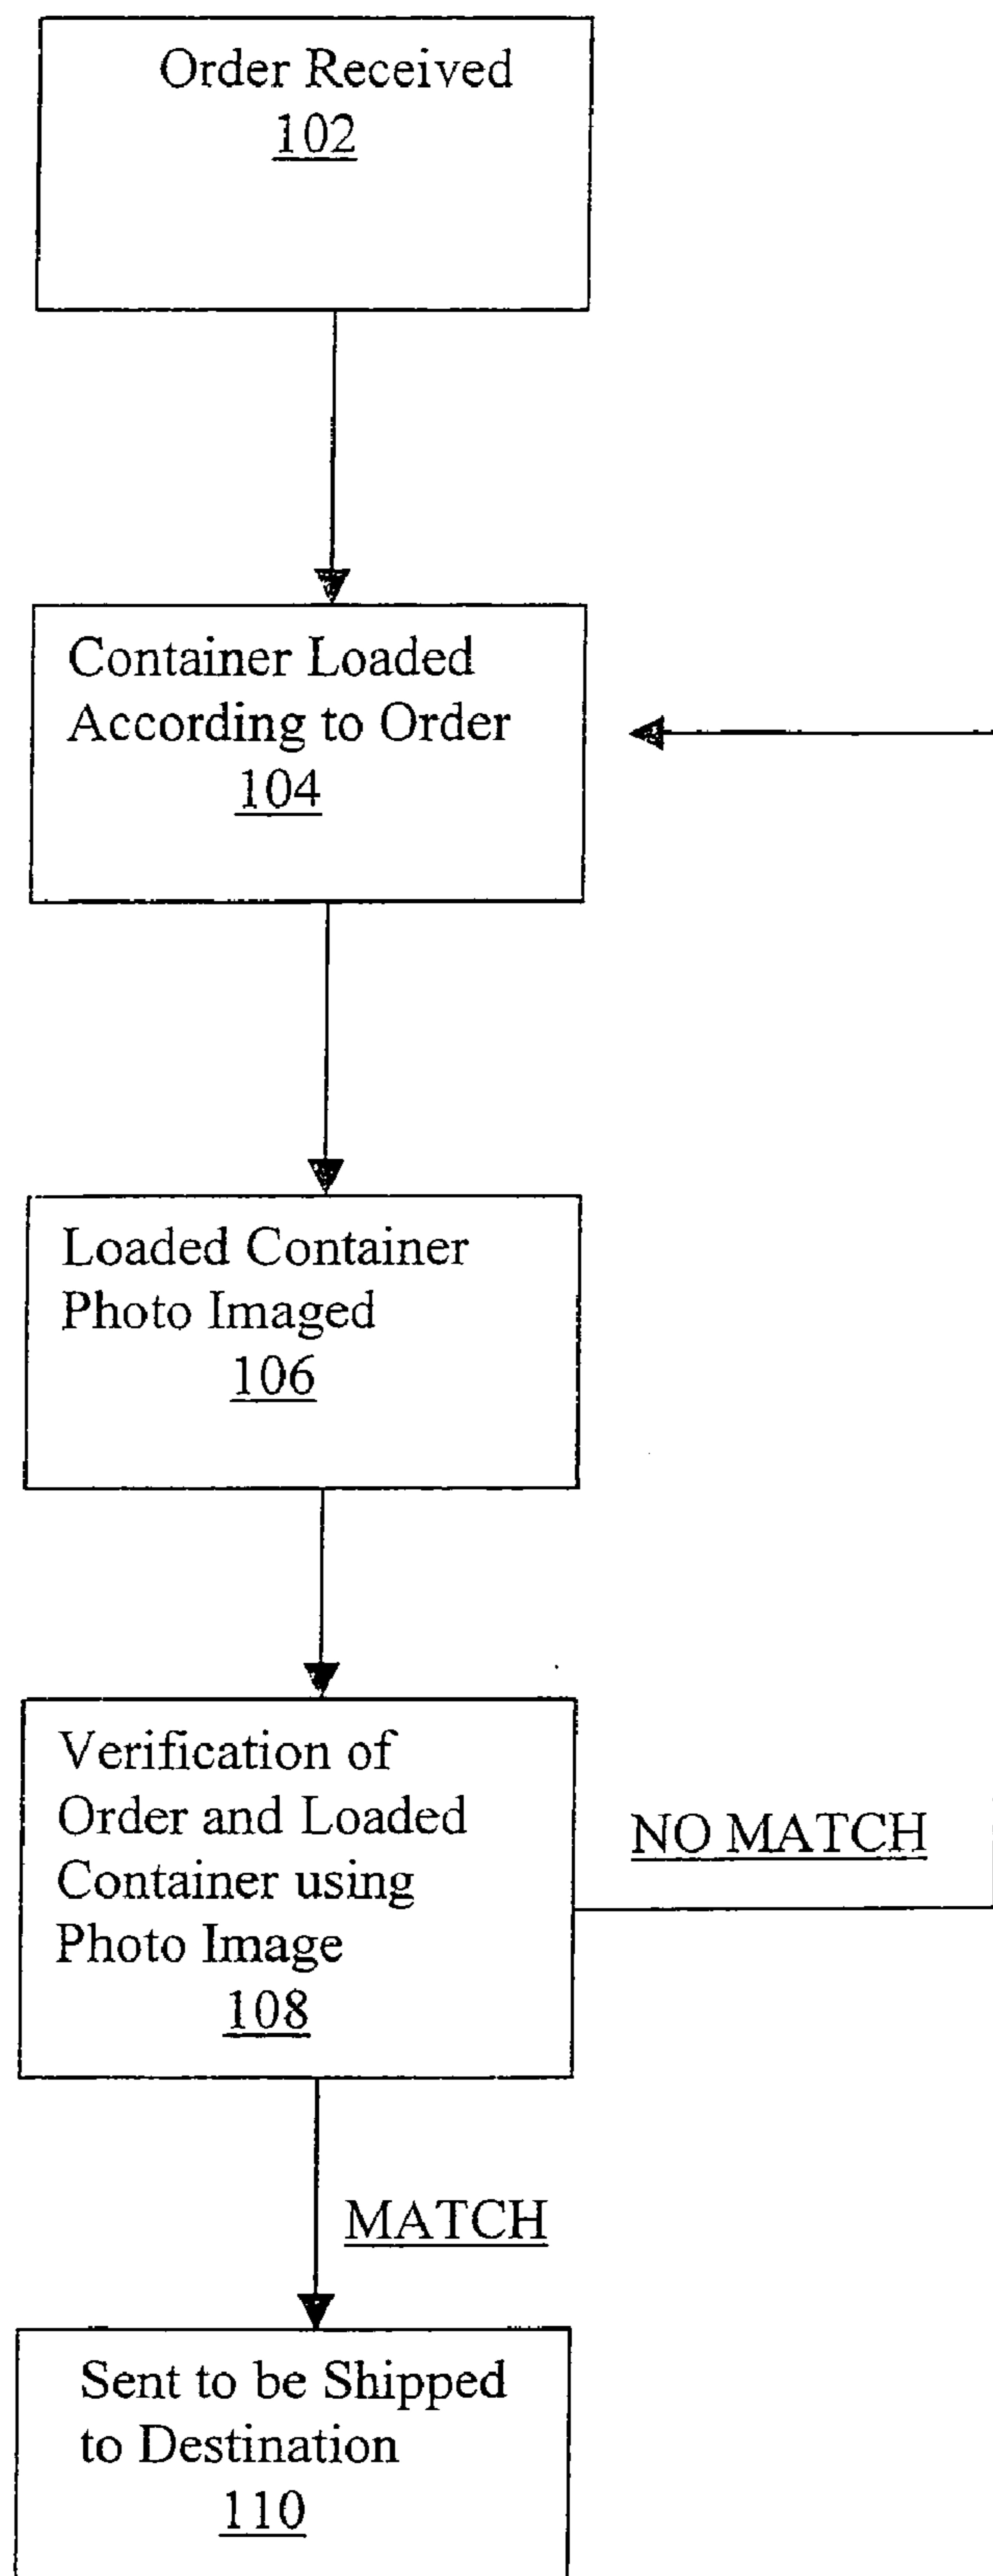 Order Received
102
Container Loaded
According to Order
104
Loaded Container
Photo Imaged
106
Verification of
Order and Loaded
Container using
Photo Image
108
NO MATCH
MATCH
Sent to be Shipped
to Destination
110